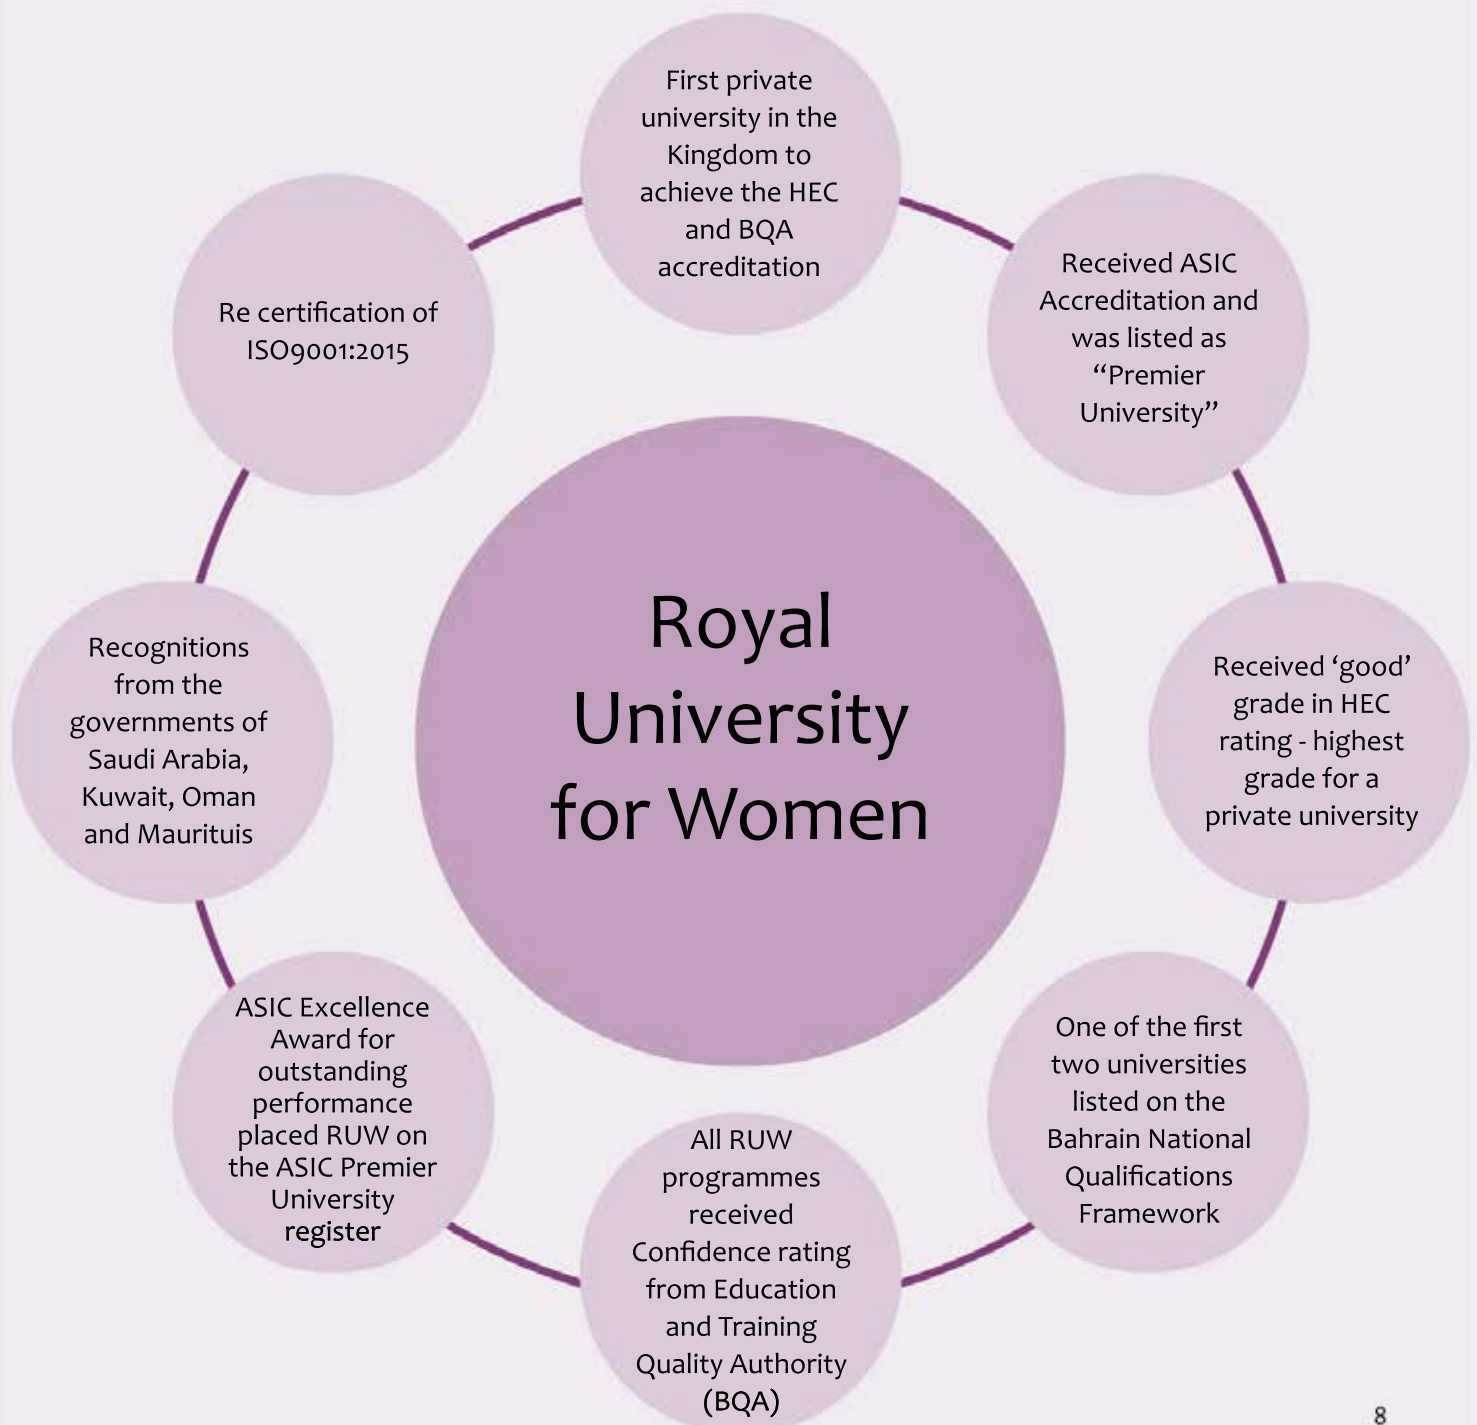 First private
university in the
Kingdom to
achieve the HEC
and BQA
accreditation
Received ASIC
Accreditation and
was listed as
“Premier
University”
Received ‘good’
grade in HEC
rating - highest
grade for a
private university
One of the first
two universities
listed on the
Bahrain National
Qualifications
Framework
All RUW
programmes
received
Confidence rating
from Education
and Training
Quality Authority
(BQA)
ASIC Excellence
Award for
outstanding
performance
placed RUW on
the ASIC Premier
University
register
Recognitions
from the
governments of
Saudi Arabia,
Kuwait, Oman
and Maurituis
Re certification of
ISO9001:2015
Royal
University
for Women
8